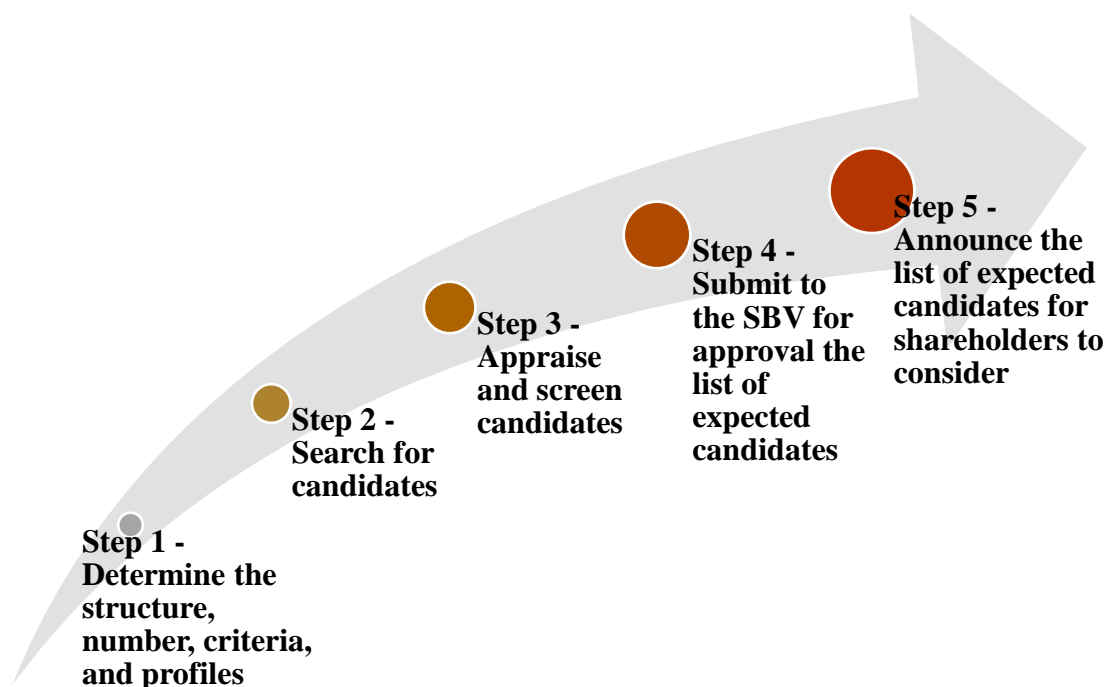 Step 1 -
Determine the
structure,
number, criteria,
and profiles
Step 2 -
Search for
candidates
Step 3 -
Appraise
and screen
candidates
Step 4 -
Submit to
the SBV for
approval the
list of
expected
candidates
Step 5 -
Announce the
list of expected
candidates for
shareholders to
consider